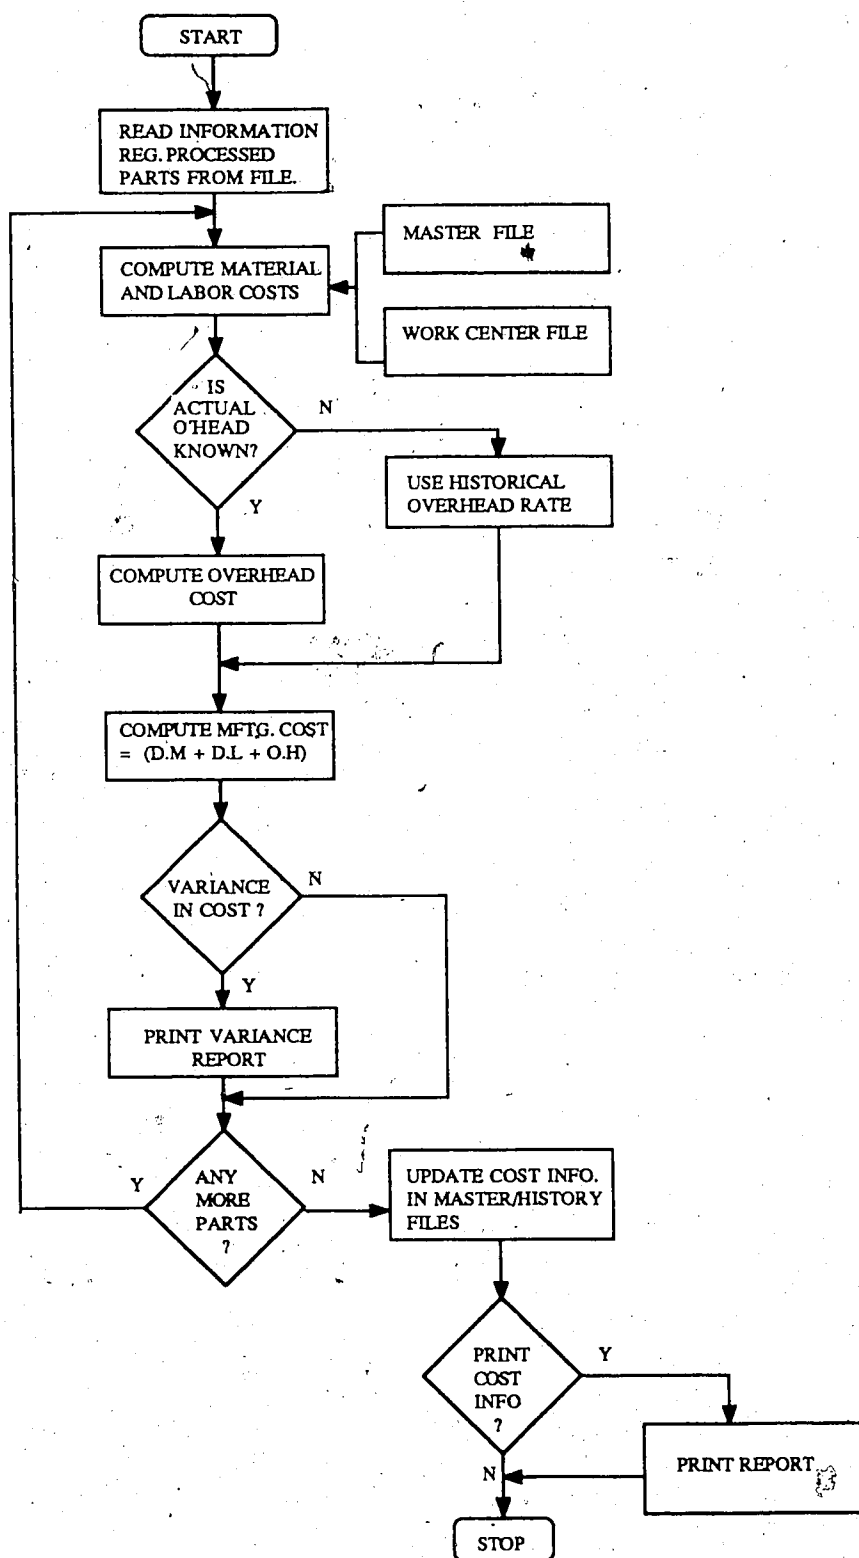 START
READ INFORMATION
REG. PROCESSED
PARTS FROM FILE.
MASTER FILE
COMPUTE MATERIAL
AND LABOR COSTS
WORK CENTER FILE
IS
ACTUAL
O'HEAD
KNOWN?
N
Y
USE HISTORICAL
OVERHEAD RATE
COMPUTE OVERHEAD
COST
COMPUTE MFTG. COST
= (D.M + D.L + O.H)
VARIANCE
IN COST ?
N
Y
PRINT VARIANCE
REPORT
ANY
MORE
PARTS
?
Y
N
UPDATE COST INFO.
IN MASTER/HISTORY
FILES
PRINT
COST
INFO
?
Y
N
PRINT REPORT
STOP